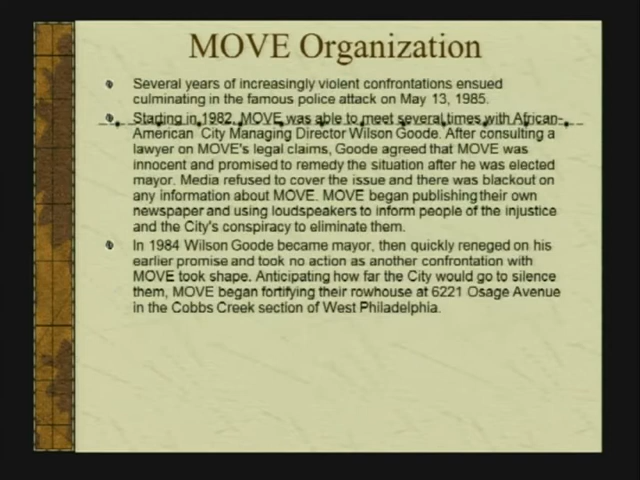 MOVE Organization
Several years of increasingly violent confrontations ensued
culminating in the famous police attack on May 13, 1985.
Starting in 1982, MOVE was able to meet several times with African-
American City Managing Director Wilson Goode. After consulting a
lawyer on MOVE's legal claims, Goode agreed that MOVE was
innocent and promised to remedy the situation after he was elected
mayor. Media refused to cover the issue and there was blackout on
any information about MOVE. MOVE began publishing their own
newspaper and using loudspeakers to inform people of the injustice
and the City's conspiracy to eliminate them.
In 1984 Wilson Goode became mayor, then quickly reneged on his
earlier promise and took no action as another confrontation with
MOVE took shape. Anticipating how far the City would go to silence
them, MOVE began fortifying their rowhouse at 6221 Osage Avenue
in the Cobbs Creek section of West Philadelphia.